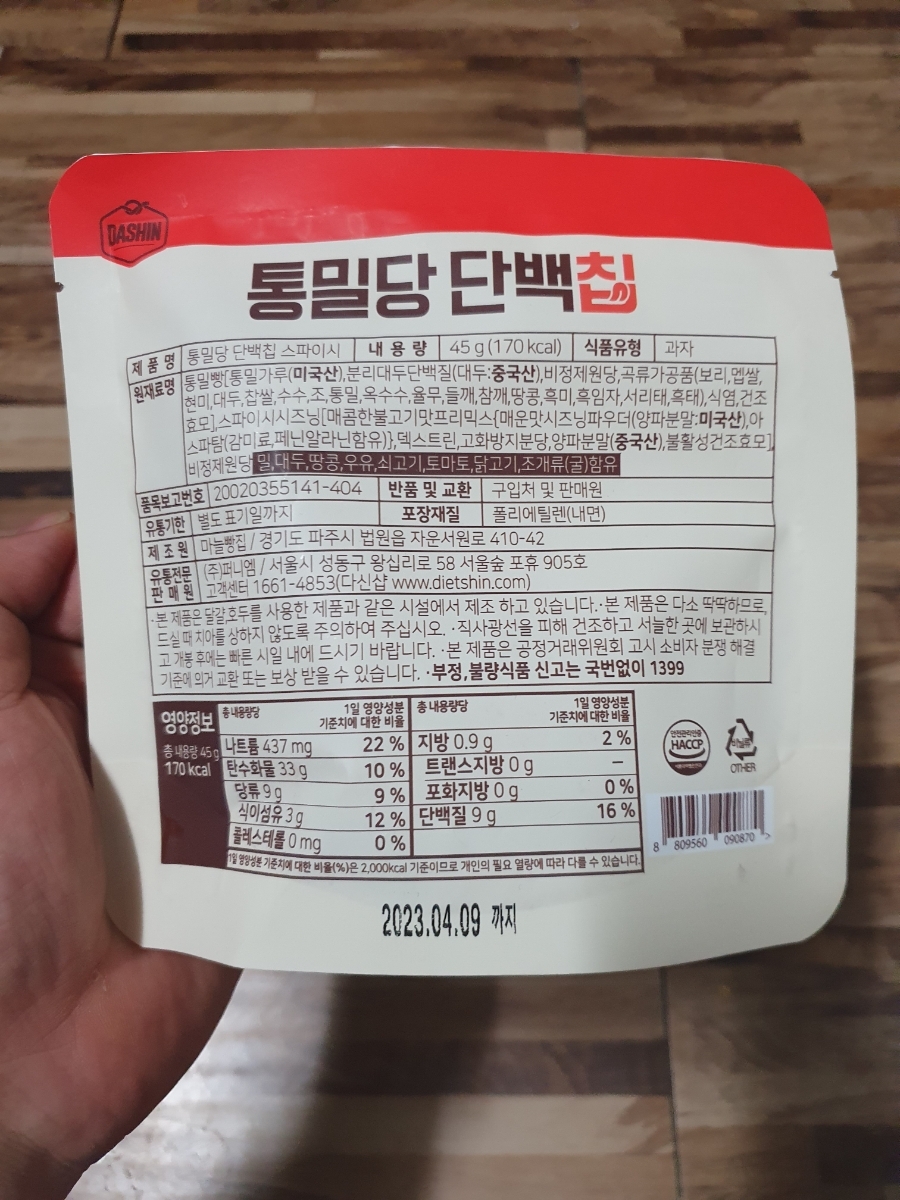 DASHIN
통밀당 단백칩
제 품 명 통밀당 단백칩 스파이시 내 용 량 45 g (170 kcal) 식품유형 과자
원재료명 통밀빵[통밀가루(미국산),분리대두단백질(대두:중국산),비정제원당,곡류가공품(보리,멥쌀,
현미,대두,찹쌀,수수,조,통밀,옥수수,율무,들깨,참깨,땅콩,흑미,흑임자,서리태,흑태),식염,건조
효모],스파이시시즈닝[매콤한불고기맛프리믹스{매운맛시즈닝파우더(양파분말:미국산),아
스파탐(감미료,페닌알라닌함유)},덱스트린,고화방지분당,양파분말(중국산),불활성건조효모],
비정제원당 밀,대두,땅콩,우유,쇠고기,토마토,닭고기,조개류(굴)함유
품목보고번호 20020355141-404 반품 및 교환 구입처 및 판매원
유통기한 별도 표기일까지 포장재질 폴리에틸렌(내면)
제 조 원 마늘빵집 / 경기도 파주시 법원읍 자운서원로 410-42
유통전문 판 매 원 (주)퍼니엠 / 서울시 성동구 왕십리로 58 서울숲 포휴 905호
고객센터 1661-4853(다신샵 www.dietshin.com)
·본 제품은 달걀,호두를 사용한 제품과 같은 시설에서 제조 하고 있습니다.·본 제품은 다소 딱딱하므로,
드실 때 치아를 상하지 않도록 주의하여 주십시오. ·직사광선을 피해 건조하고 서늘한 곳에 보관하시
고 개봉 후에는 빠른 시일 내에 드시기 바랍니다. ·본 제품은 공정거래위원회 고시 소비자 분쟁 해결
기준에 의거 교환 또는 보상 받을 수 있습니다. ·부정,불량식품 신고는 국번없이 1399
영양정보
총 내용량 45 g
170 kcal
총 내용량당 1일 영양성분 기준치에 대한 비율 총 내용량당 1일 영양성분 기준치에 대한 비율
나트륨 437 mg 22 % 지방 0.9 g 2 %
탄수화물 33 g 10 % 트랜스지방 0 g –
당류 9 g 9 % 포화지방 0 g 0 %
식이섬유 3 g 12 % 단백질 9 g 16 %
콜레스테롤 0 mg 0 %
1일 영양성분 기준치에 대한 비율(%)은 2,000kcal 기준이므로 개인의 필요 열량에 따라 다를 수 있습니다.
안전관리인증
HACCP
비닐류
OTHER
8 809560 090870 >
2023.04.09 까지